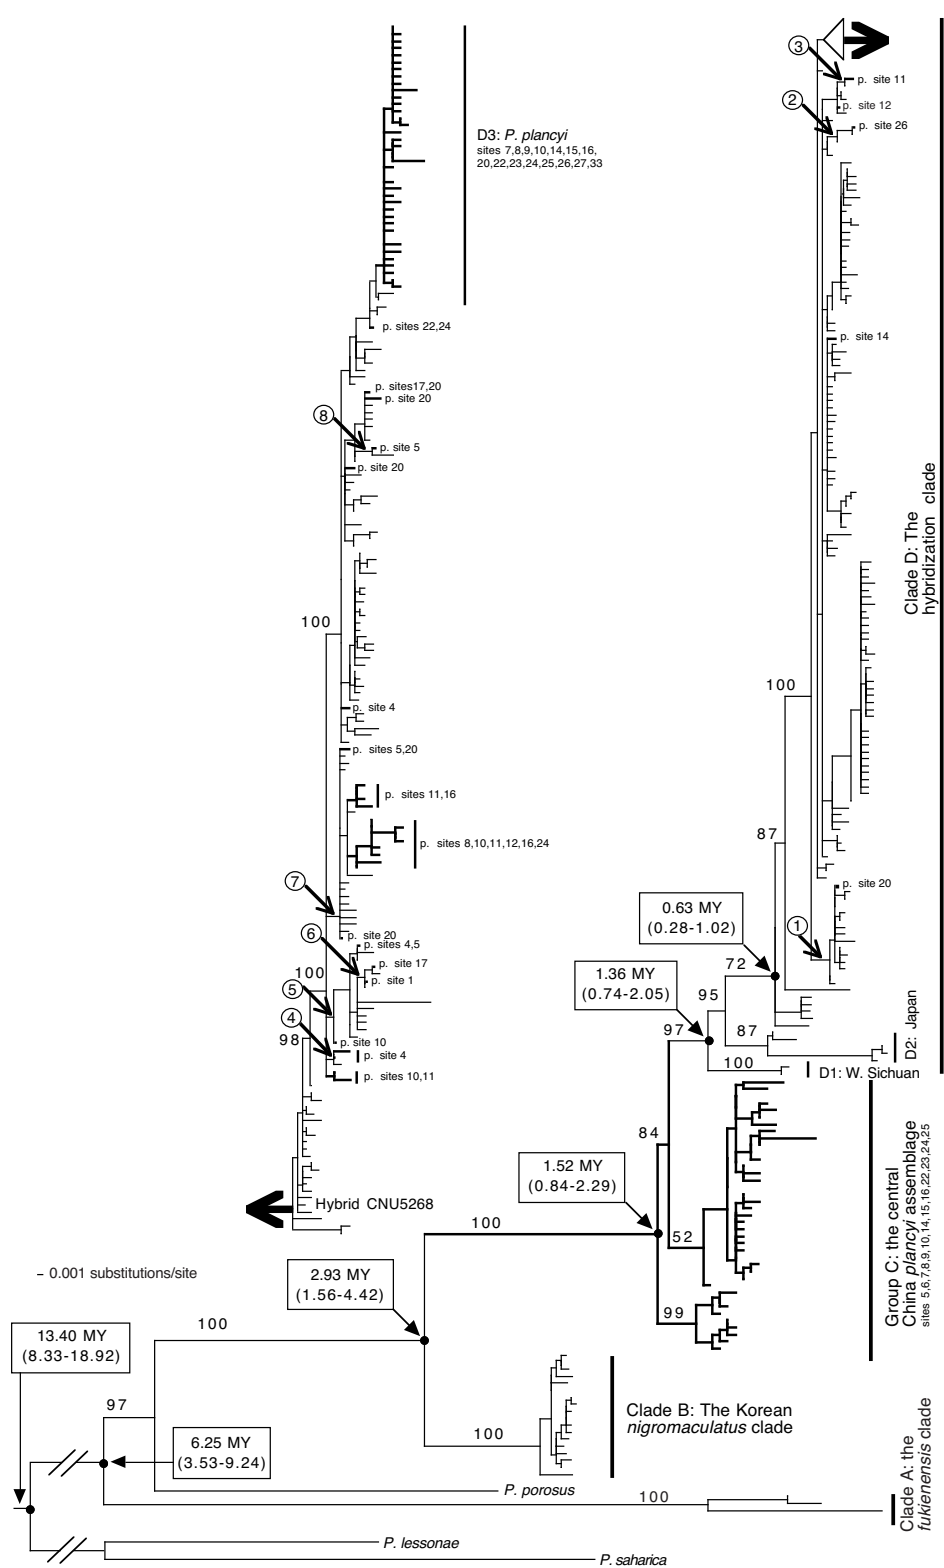 3
p. site 11
2
p. site 12
p. site 26
D3: P. plancyi
sites 7,8,9,10,14,15,16,
20,22,23,24,25,26,27,33
p. sites 22,24
p. site 14
p. sites17,20
p. site 20
8
p. site 5
p. site 20
Clade D: The
hybridization clade
100
100
p. site 4
p. sites 5,20
p. sites 11,16
87
p. sites 8,10,11,12,16,24
7
p. site 20
0.63 MY
(0.28-1.02)
1
6
p. site 20
p. sites 4,5
p. site 17
p. site 1
72
100
1.36 MY
(0.74-2.05)
5
95
4
97
87
D2: Japan
98
p. site 10
p. site 4
100
D1: W. Sichuan
p. sites 10,11
84
1.52 MY
(0.84-2.29)
Group C: the central
China plancyi assemblage
sites 5,6,7,8,9,10,14,15,16,22,23,24,25
Hybrid CNU5268
100
52
– 0.001 substitutions/site
2.93 MY
(1.56-4.42)
99
100
13.40 MY
(8.33-18.92)
97
Clade B: The Korean
nigromaculatus clade
100
6.25 MY
(3.53-9.24)
P. porosus
100
Clade A: the
fukienensis clade
P. lessonae
P. saharica